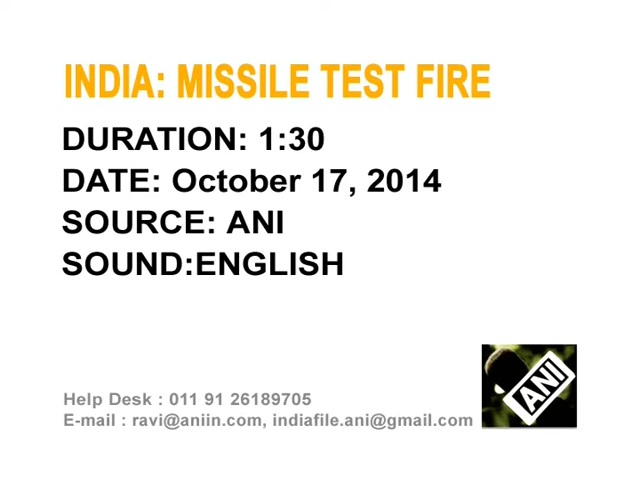 INDIA: MISSILE TEST FIRE
DURATION: 1:30
DATE: October 17, 2014
SOURCE: ANI
SOUND:ENGLISH
Help Desk : 011 91 26189705
E-mail : ravi@aniin.com, indiafile.ani@gmail.com
ANI